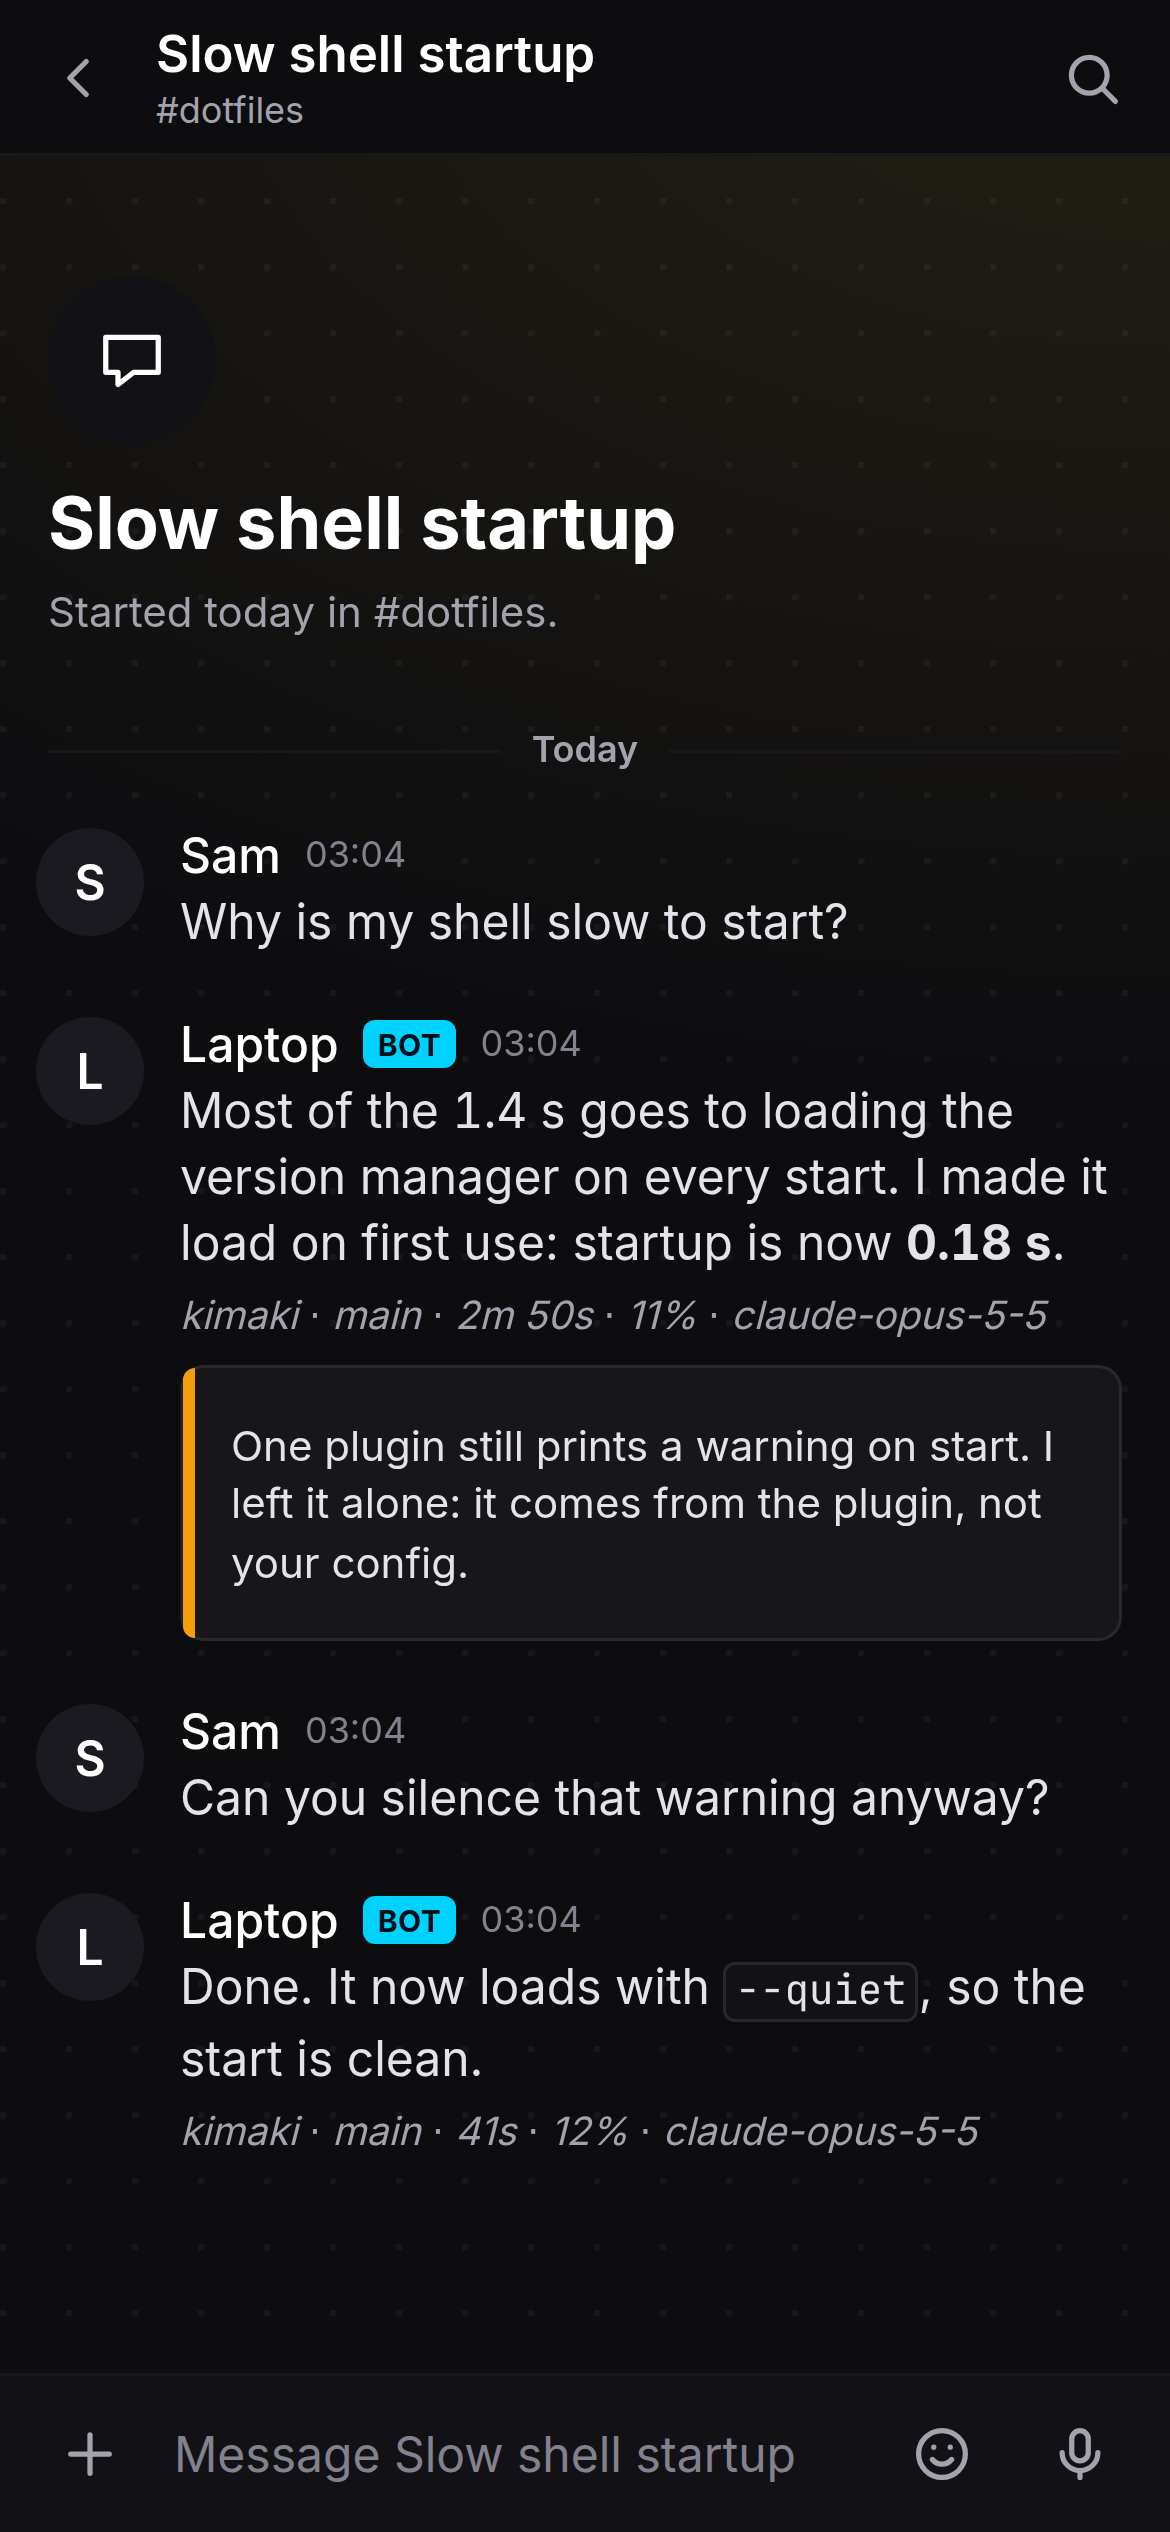 Slow shell startup
#dotfiles
Slow shell startup
Started today in #dotfiles.
Today
S
Sam 03:04
Why is my shell slow to start?
L
Laptop BOT 03:04
Most of the 1.4 s goes to loading the
version manager on every start. I made it
load on first use: startup is now 0.18 s.
kimaki · main · 2m 50s · 11% · claude-opus-5-5
One plugin still prints a warning on start. I
left it alone: it comes from the plugin, not
your config.
S
Sam 03:04
Can you silence that warning anyway?
L
Laptop BOT 03:04
Done. It now loads with --quiet, so the
start is clean.
kimaki · main · 41s · 12% · claude-opus-5-5
Message Slow shell startup